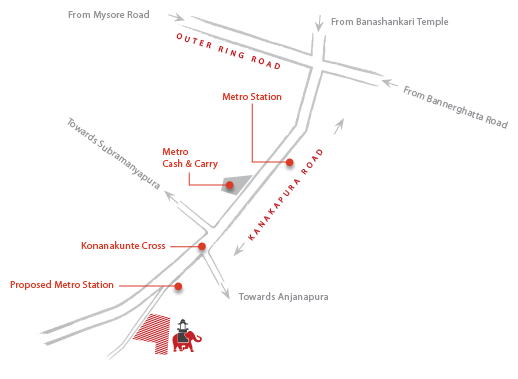 From Mysore Road
From Banashankari Temple
OUTER RING ROAD
From Bannerghatta Road
Metro Station
Towards Subramanyapura
Metro
Cash & Carry
KANAKAPURA ROAD
Konanakunte Cross
Proposed Metro Station
Towards Anjanapura